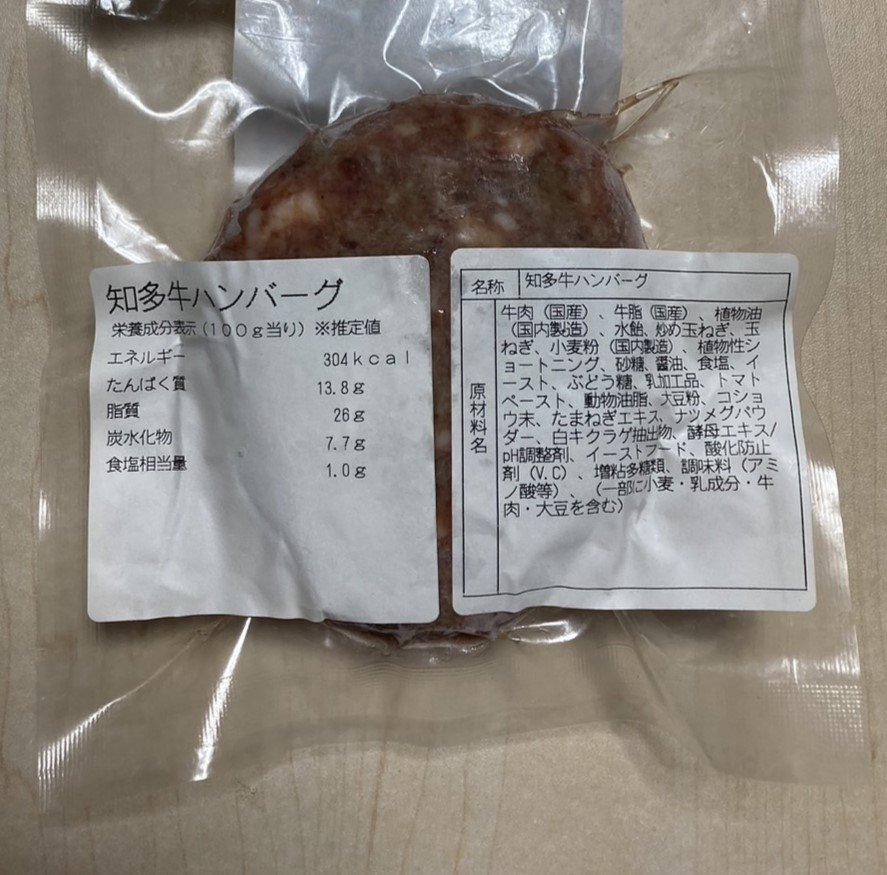 知多牛ハンバーグ
栄養成分表示(100g当り)※推定値
エネルギー 304kcal
たんぱく質 13.8g
脂質 26g
炭水化物 7.7g
食塩相当量 1.0g
名称 知多牛ハンバーグ
原材料名
牛肉(国産)、牛脂(国産)、植物油
(国内製造)、水飴、炒め玉ねぎ、玉
ねぎ、小麦粉(国内製造)、植物性シ
ョートニング、砂糖、醤油、食塩、イ
ースト、ぶどう糖、乳加工品、トマト
ペースト、動物油脂、大豆粉、コショ
ウ末、たまねぎエキス、ナツメグパウ
ダー、白キクラゲ抽出物、酵母エキス/
pH調整剤、イーストフード、酸化防止
剤(V.C)、増粘多糖類、調味料(アミ
ノ酸等)、(一部に小麦・乳成分・牛
肉・大豆を含む)